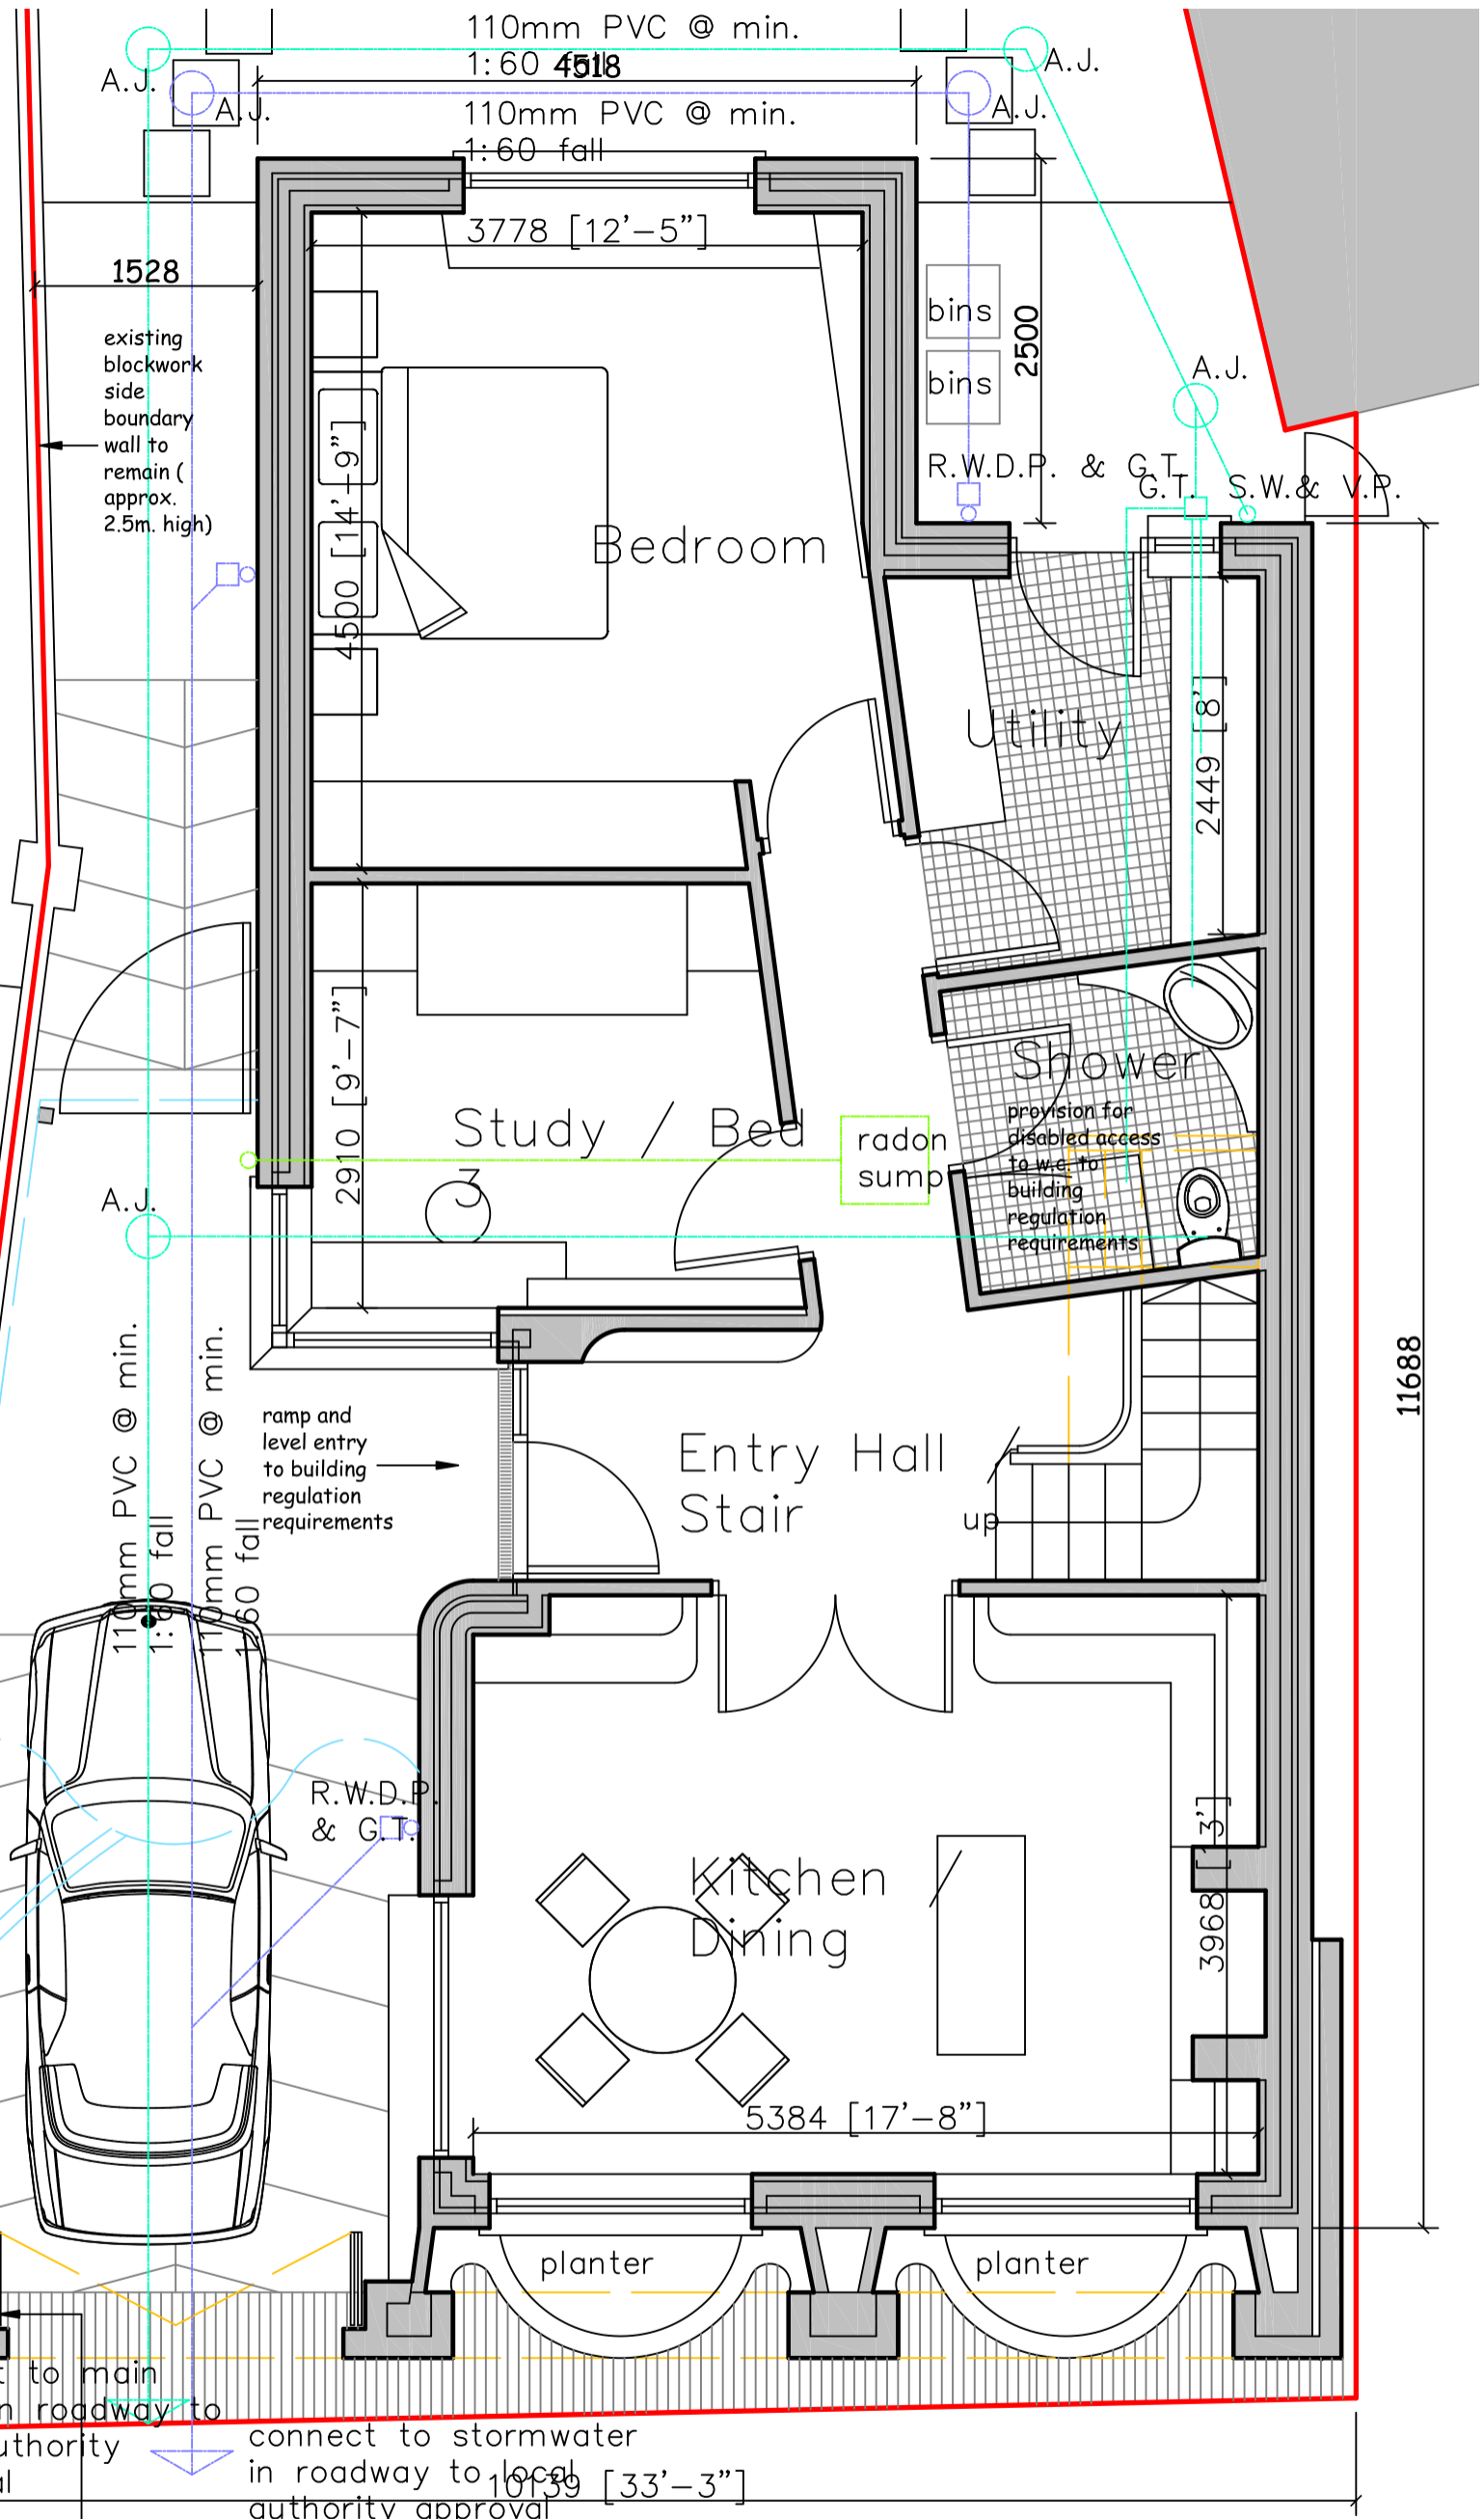 110mm PVC @ min.
1:60 fall
4518
A.J.
A.J.
A.J.
A.J.
110mm PVC @ min.
1:60 fall
3778 [12'-5"]
1528
existing
blockwork
side
boundary
wall to
remain (
approx.
2.5m. high)
bins
bins
2500
A.J.
R.W.D.P. & G.T.
G.T.
S.W.& V.P.
4500 [14'-9"]
Bedroom
Utility
2449 [8']
2910 [9'-7"]
Study / Bed
3
radon
sump
Shower
provision for
disabled access
to w.c. to
building
regulation
requirements
A.J.
110mm PVC @ min.
1:60 fall
110mm PVC @ min.
1:60 fall
ramp and
level entry
to building
regulation
requirements
Entry Hall
Stair
up
11688
R.W.D.P.
& G.T.
Kitchen
Dining
3968 [13']
5384 [17'-8"]
planter
planter
to main
roadway to
connect to stormwater
in roadway to local
authority approval
10139 [33'-3"]